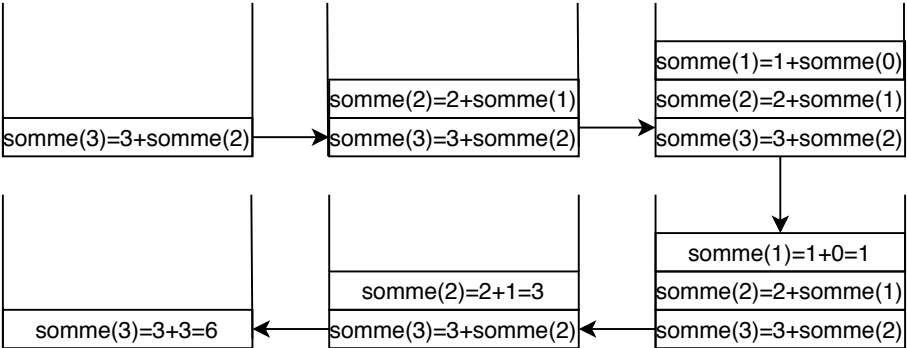 somme(1)=1+somme(0)
somme(2)=2+somme(1)
somme(2)=2+somme(1)
somme(3)=3+somme(2)
somme(3)=3+somme(2)
somme(3)=3+somme(2)
somme(1)=1+0=1
somme(2)=2+1=3
somme(2)=2+somme(1)
somme(3)=3+3=6
somme(3)=3+somme(2)
somme(3)=3+somme(2)